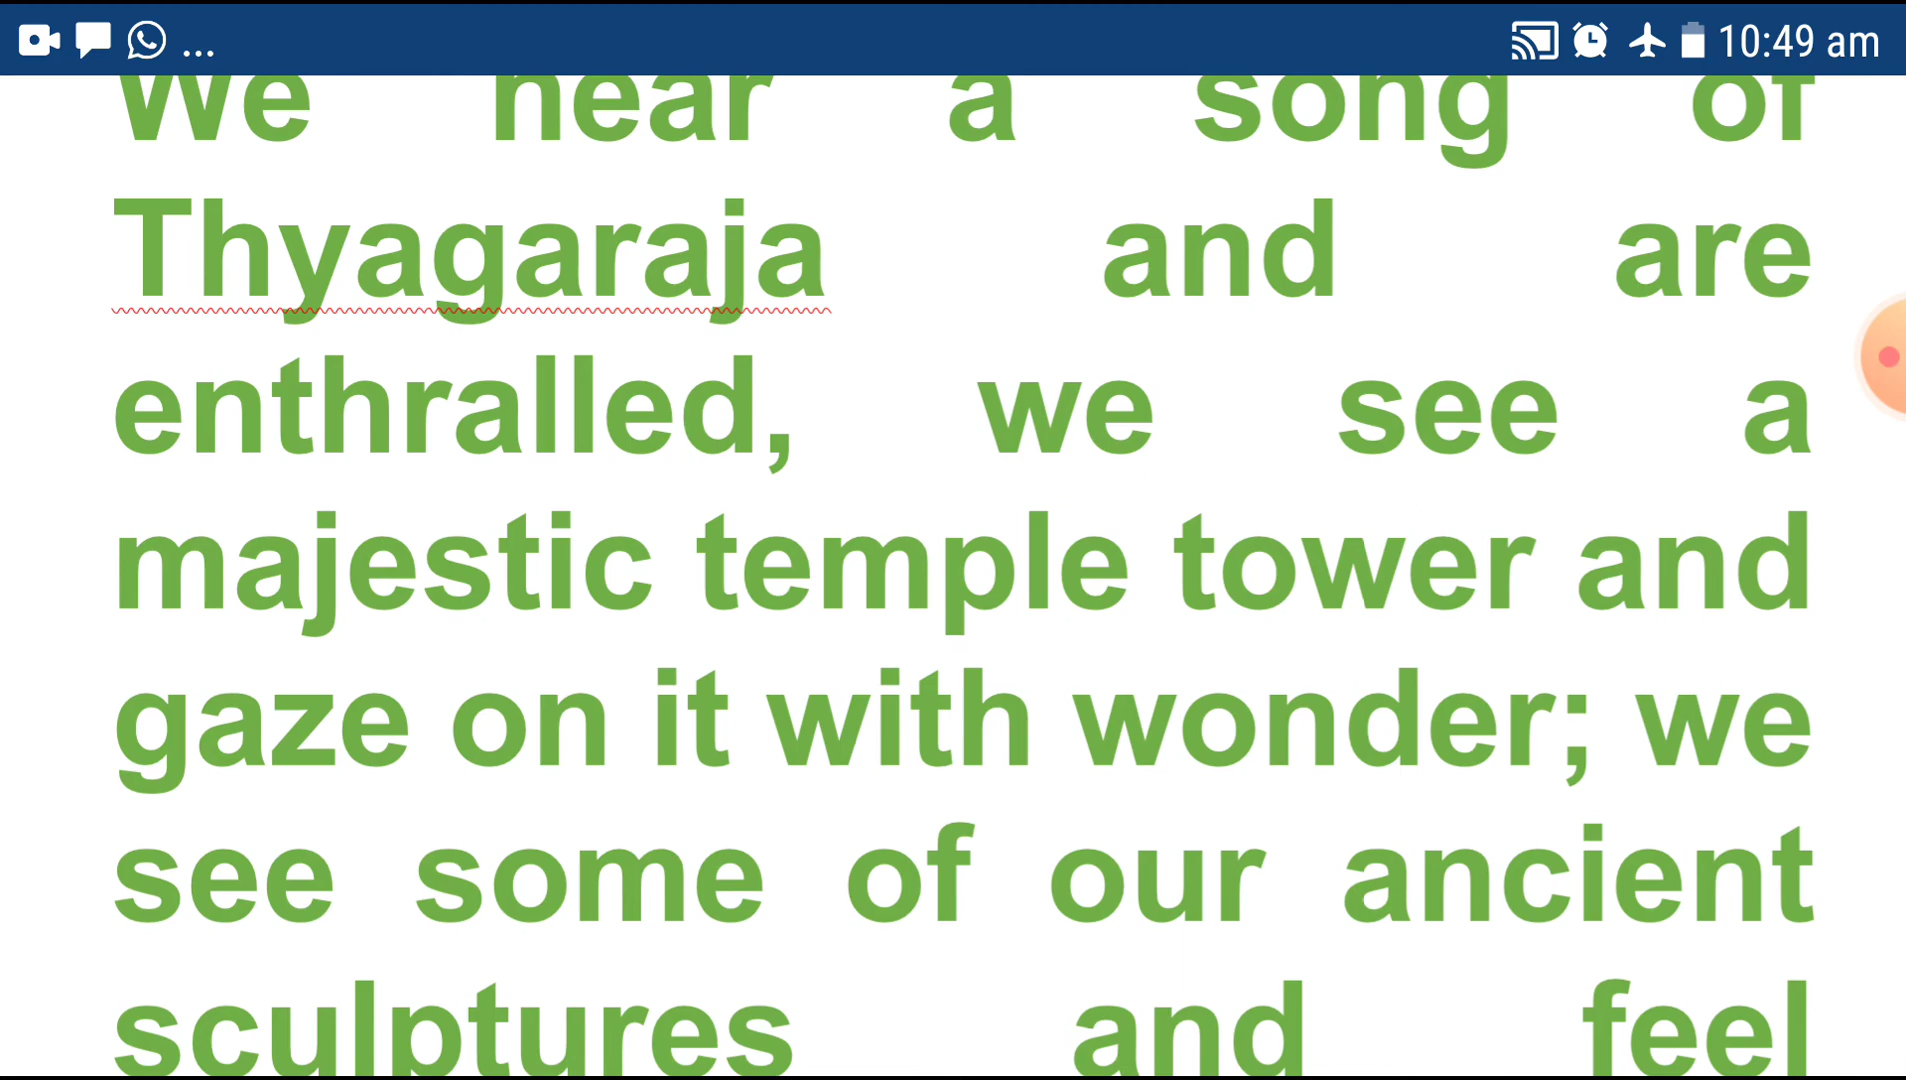 ... 10:49 am
We hear a song of
Thyagaraja and are
enthralled, we see a
majestic temple tower and
gaze on it with wonder; we
see some of our ancient
sculptures and feel